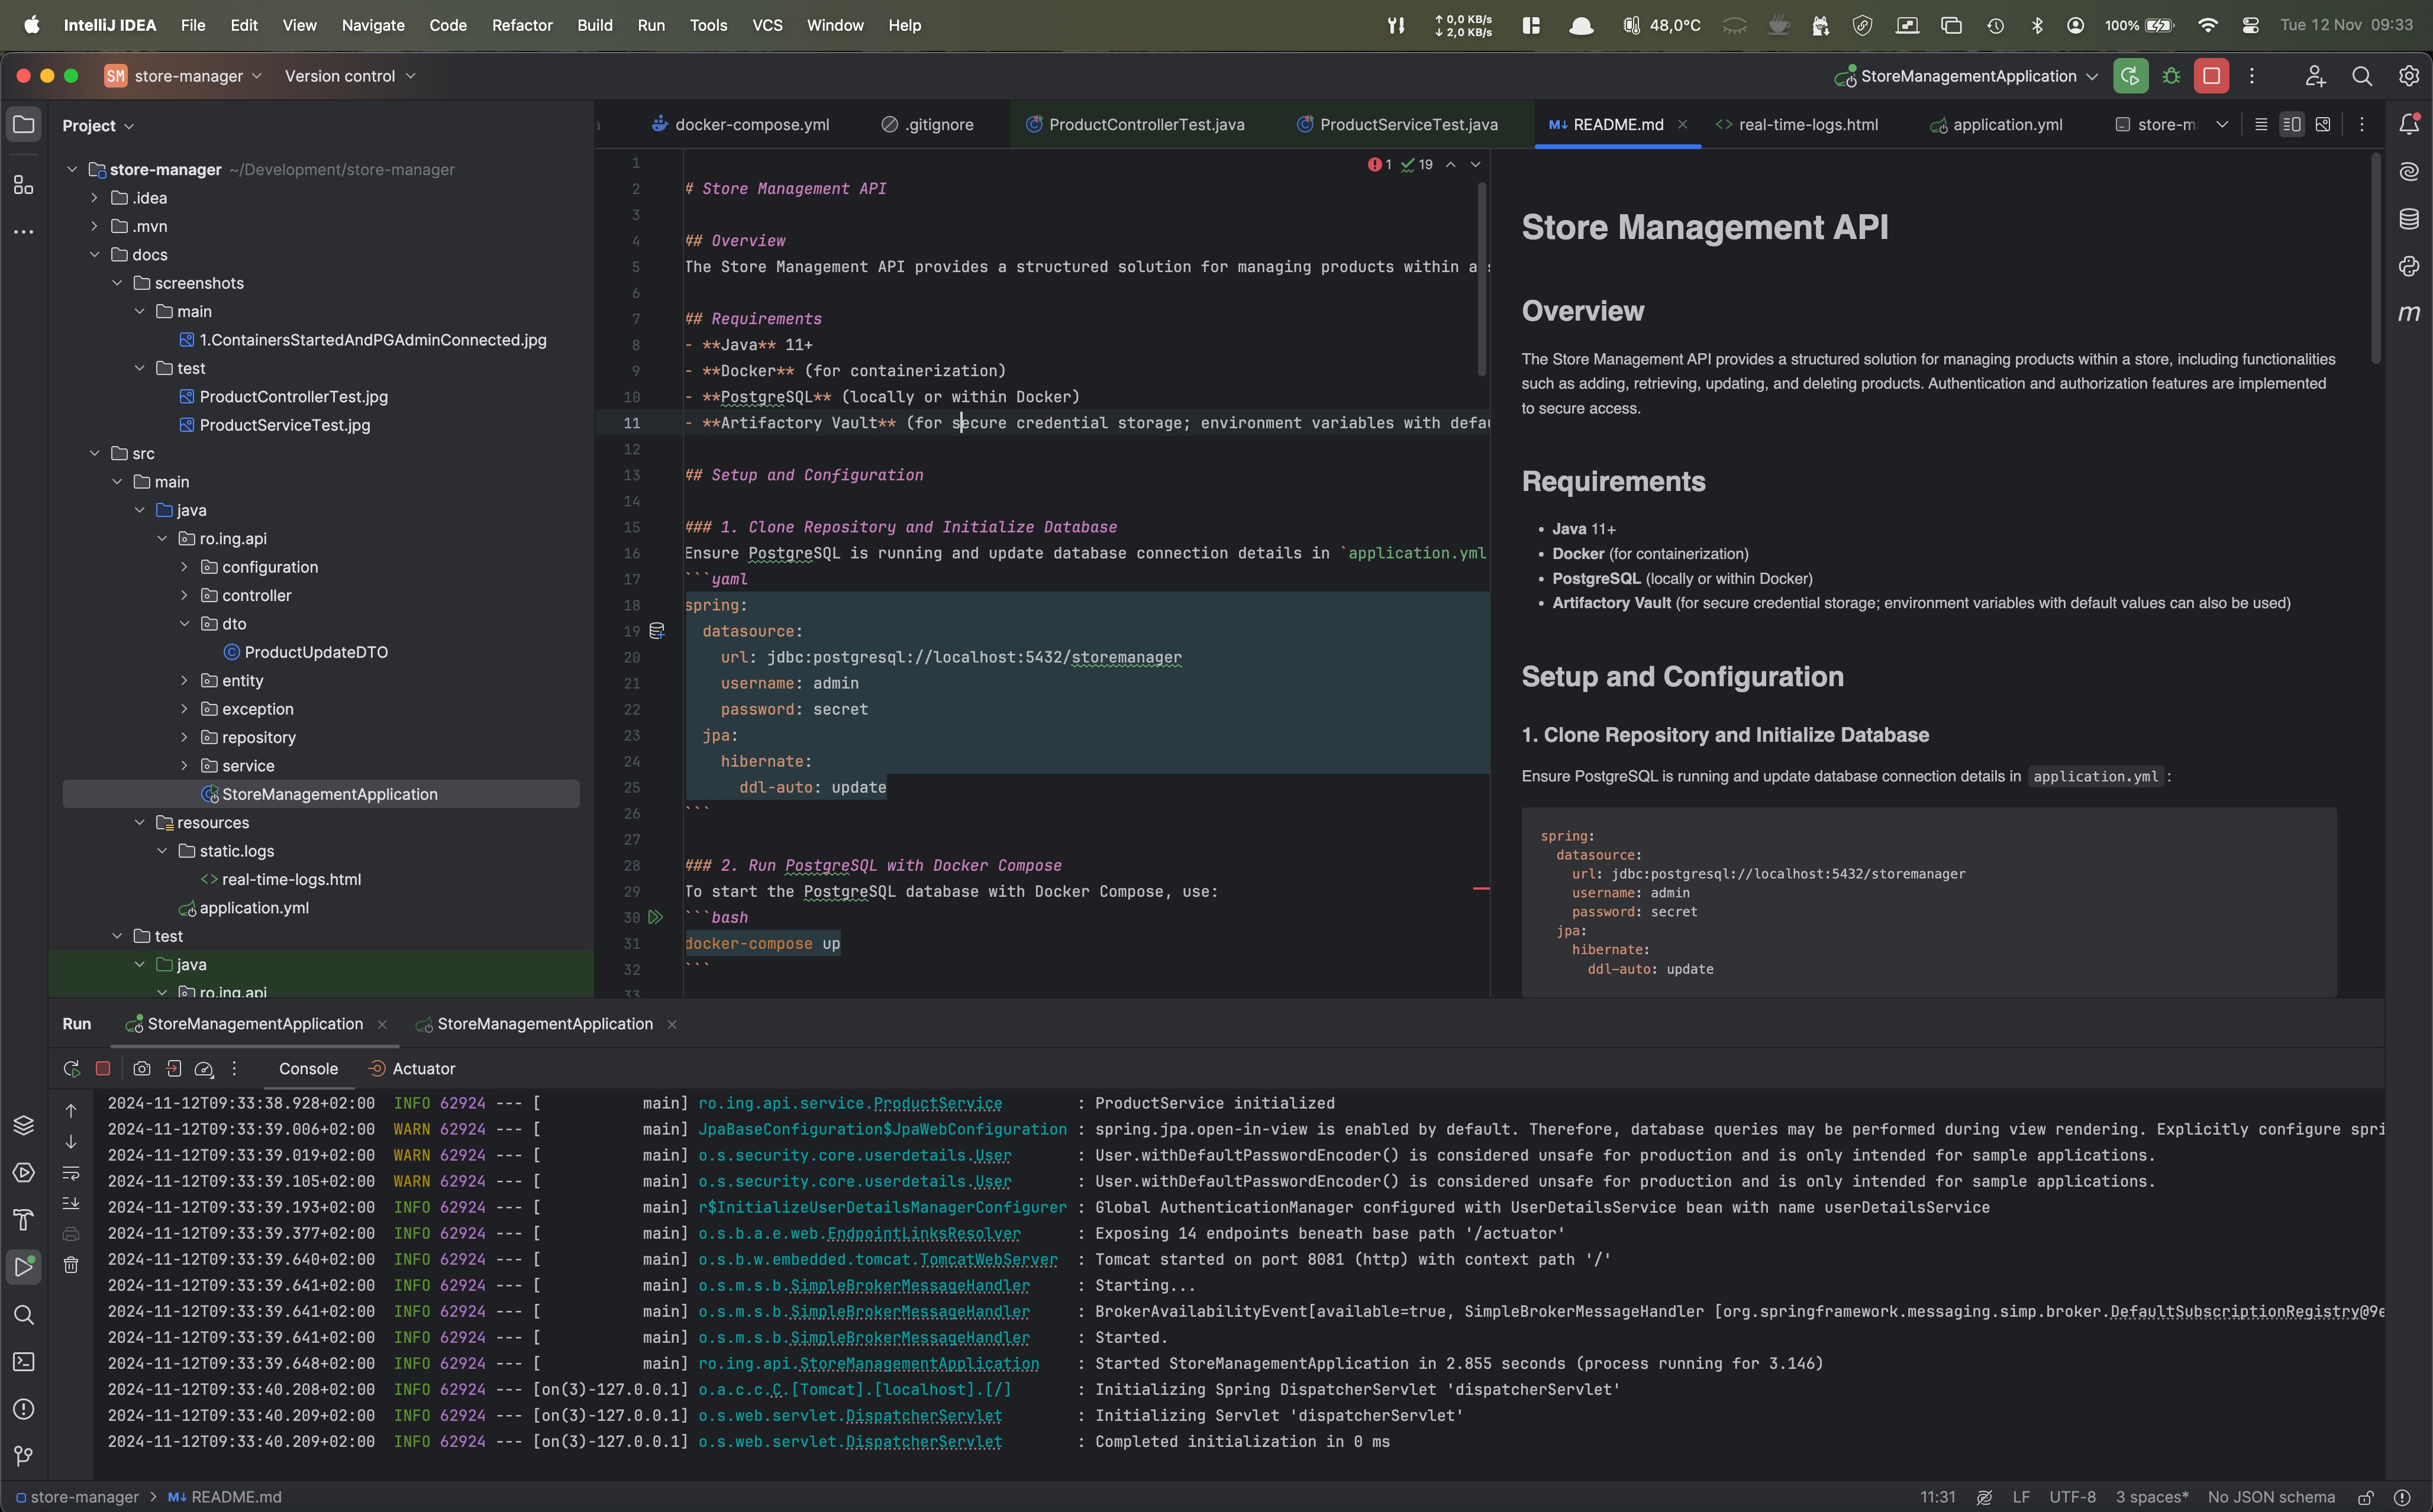 IntelliJ IDEA File Edit View Navigate Code Refactor Build Run Tools VCS Window Help
↑ 0,0 KB/s
↓ 2,0 KB/s
48,0°C
100%
Tue 12 Nov 09:33
SM store-manager Version control
StoreManagementApplication
Project
store-manager ~/Development/store-manager
.idea
.mvn
docs
screenshots
main
1.ContainersStartedAndPGAdminConnected.jpg
test
ProductControllerTest.jpg
ProductServiceTest.jpg
src
main
java
ro.ing.api
configuration
controller
dto
ProductUpdateDTO
entity
exception
repository
service
StoreManagementApplication
resources
static.logs
real-time-logs.html
application.yml
test
java
ro.ing.api
docker-compose.yml .gitignore ProductControllerTest.java ProductServiceTest.java M↓ README.md <> real-time-logs.html application.yml store-m
1 19
1
2 # Store Management API
3
4 ## Overview
5 The Store Management API provides a structured solution for managing products within a s
6
7 ## Requirements
8 - **Java** 11+
9 - **Docker** (for containerization)
10 - **PostgreSQL** (locally or within Docker)
11 - **Artifactory Vault** (for secure credential storage; environment variables with defau
12
13 ## Setup and Configuration
14
15 ### 1. Clone Repository and Initialize Database
16 Ensure PostgreSQL is running and update database connection details in `application.yml
17 ```yaml
18 spring:
19 datasource:
20 url: jdbc:postgresql://localhost:5432/storemanager
21 username: admin
22 password: secret
23 jpa:
24 hibernate:
25 ddl-auto: update
26 ```
27
28 ### 2. Run PostgreSQL with Docker Compose
29 To start the PostgreSQL database with Docker Compose, use:
30 ```bash
31 docker-compose up
32 ```
33
Store Management API
Overview
The Store Management API provides a structured solution for managing products within a store, including functionalities
such as adding, retrieving, updating, and deleting products. Authentication and authorization features are implemented
to secure access.
Requirements
• Java 11+
• Docker (for containerization)
• PostgreSQL (locally or within Docker)
• Artifactory Vault (for secure credential storage; environment variables with default values can also be used)
Setup and Configuration
1. Clone Repository and Initialize Database
Ensure PostgreSQL is running and update database connection details in application.yml :
spring:
datasource:
url: jdbc:postgresql://localhost:5432/storemanager
username: admin
password: secret
jpa:
hibernate:
ddl-auto: update
m
Run StoreManagementApplication StoreManagementApplication
Console Actuator
2024-11-12T09:33:38.928+02:00 INFO 62924 --- [ main] ro.ing.api.service.ProductService : ProductService initialized
2024-11-12T09:33:39.006+02:00 WARN 62924 --- [ main] JpaBaseConfiguration$JpaWebConfiguration : spring.jpa.open-in-view is enabled by default. Therefore, database queries may be performed during view rendering. Explicitly configure spri
2024-11-12T09:33:39.019+02:00 WARN 62924 --- [ main] o.s.security.core.userdetails.User : User.withDefaultPasswordEncoder() is considered unsafe for production and is only intended for sample applications.
2024-11-12T09:33:39.105+02:00 WARN 62924 --- [ main] o.s.security.core.userdetails.User : User.withDefaultPasswordEncoder() is considered unsafe for production and is only intended for sample applications.
2024-11-12T09:33:39.193+02:00 INFO 62924 --- [ main] r$InitializeUserDetailsManagerConfigurer : Global AuthenticationManager configured with UserDetailsService bean with name userDetailsService
2024-11-12T09:33:39.377+02:00 INFO 62924 --- [ main] o.s.b.a.e.web.EndpointLinksResolver : Exposing 14 endpoints beneath base path '/actuator'
2024-11-12T09:33:39.640+02:00 INFO 62924 --- [ main] o.s.b.w.embedded.tomcat.TomcatWebServer : Tomcat started on port 8081 (http) with context path '/'
2024-11-12T09:33:39.641+02:00 INFO 62924 --- [ main] o.s.m.s.b.SimpleBrokerMessageHandler : Starting...
2024-11-12T09:33:39.641+02:00 INFO 62924 --- [ main] o.s.m.s.b.SimpleBrokerMessageHandler : BrokerAvailabilityEvent[available=true, SimpleBrokerMessageHandler [org.springframework.messaging.simp.broker.DefaultSubscriptionRegistry@9e
2024-11-12T09:33:39.641+02:00 INFO 62924 --- [ main] o.s.m.s.b.SimpleBrokerMessageHandler : Started.
2024-11-12T09:33:39.648+02:00 INFO 62924 --- [ main] ro.ing.api.StoreManagementApplication : Started StoreManagementApplication in 2.855 seconds (process running for 3.146)
2024-11-12T09:33:40.208+02:00 INFO 62924 --- [on(3)-127.0.0.1] o.a.c.c.C.[Tomcat].[localhost].[/] : Initializing Spring DispatcherServlet 'dispatcherServlet'
2024-11-12T09:33:40.209+02:00 INFO 62924 --- [on(3)-127.0.0.1] o.s.web.servlet.DispatcherServlet : Initializing Servlet 'dispatcherServlet'
2024-11-12T09:33:40.209+02:00 INFO 62924 --- [on(3)-127.0.0.1] o.s.web.servlet.DispatcherServlet : Completed initialization in 0 ms
store-manager > M↓ README.md
11:31 LF UTF-8 3 spaces* No JSON schema